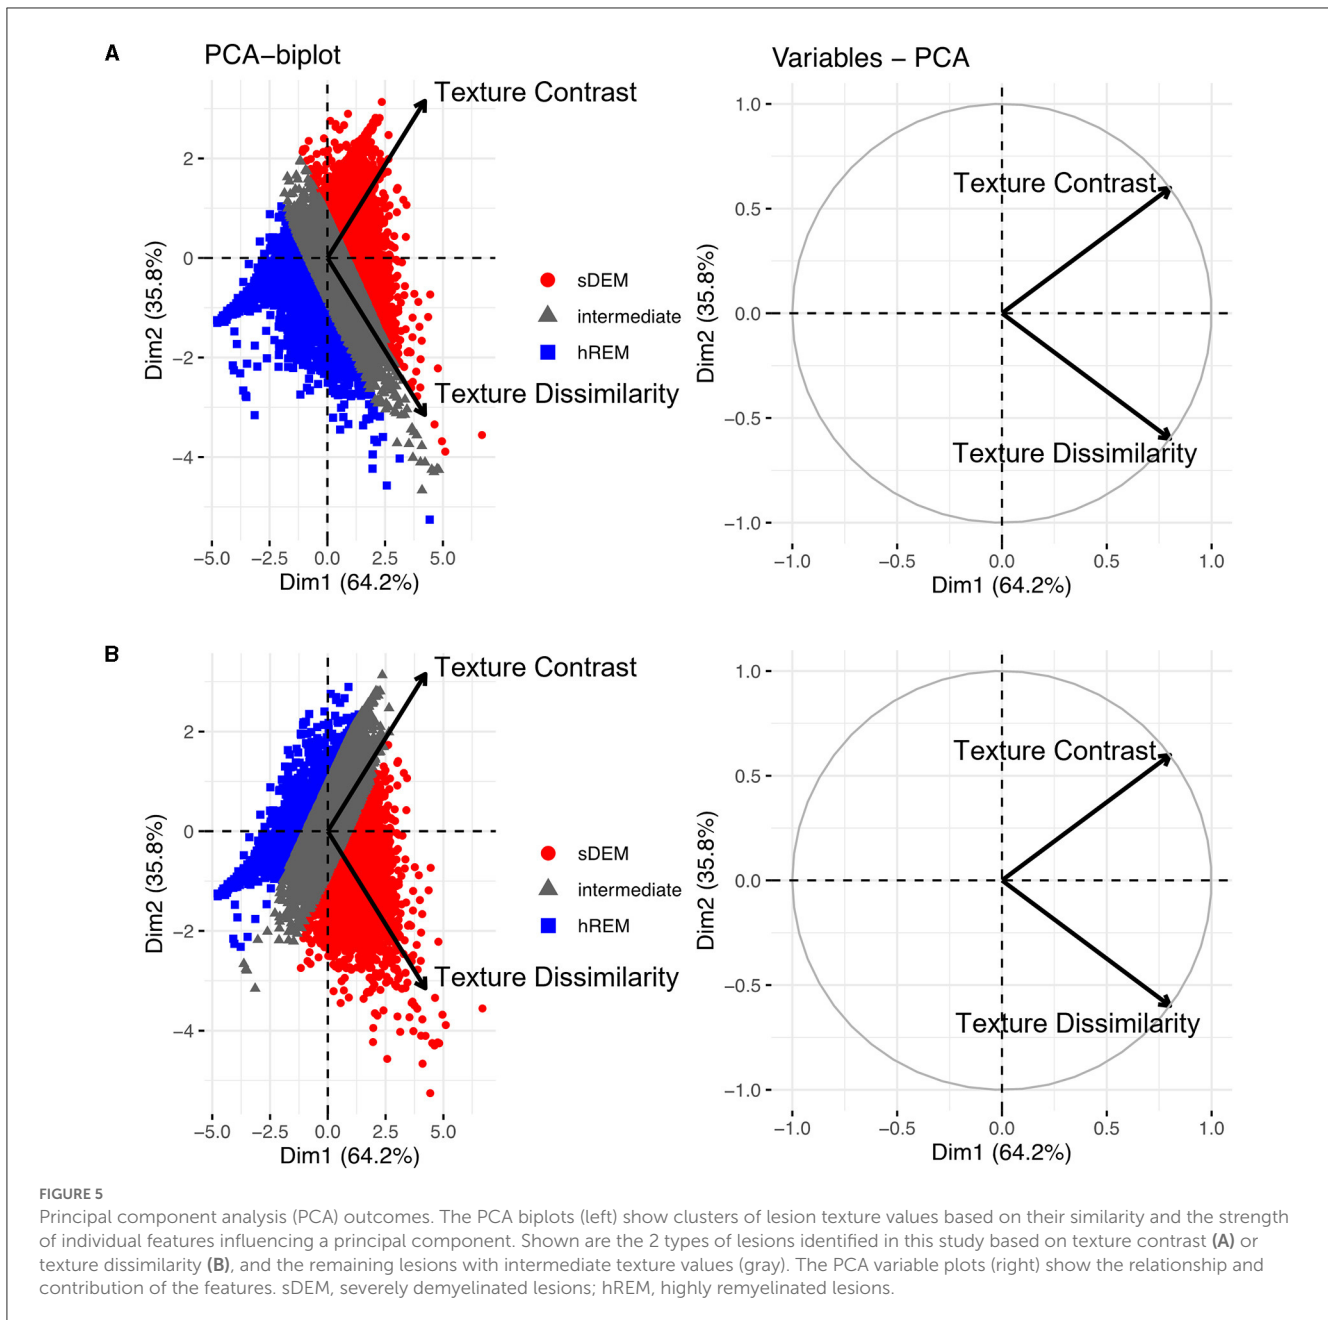 A
PCA-biplot
Variables - PCA
Texture Contrast
2
0
-2
-4
Dim2 (35.8%)
sDEM
intermediate
hREM
Texture Dissimilarity
-5.0 -2.5 0.0 2.5 5.0
Dim1 (64.2%)
1.0
0.5
0.0
-0.5
-1.0
Dim2 (35.8%)
Texture Contrast
Texture Dissimilarity
-1.0 -0.5 0.0 0.5 1.0
Dim1 (64.2%)
B
Texture Contrast
2
0
-2
-4
Dim2 (35.8%)
sDEM
intermediate
hREM
Texture Dissimilarity
-5.0 -2.5 0.0 2.5 5.0
Dim1 (64.2%)
1.0
0.5
0.0
-0.5
-1.0
Dim2 (35.8%)
Texture Contrast
Texture Dissimilarity
-1.0 -0.5 0.0 0.5 1.0
Dim1 (64.2%)
FIGURE 5
Principal component analysis (PCA) outcomes. The PCA biplots (left) show clusters of lesion texture values based on their similarity and the strength
of individual features influencing a principal component. Shown are the 2 types of lesions identified in this study based on texture contrast (A) or
texture dissimilarity (B), and the remaining lesions with intermediate texture values (gray). The PCA variable plots (right) show the relationship and
contribution of the features. sDEM, severely demyelinated lesions; hREM, highly remyelinated lesions.